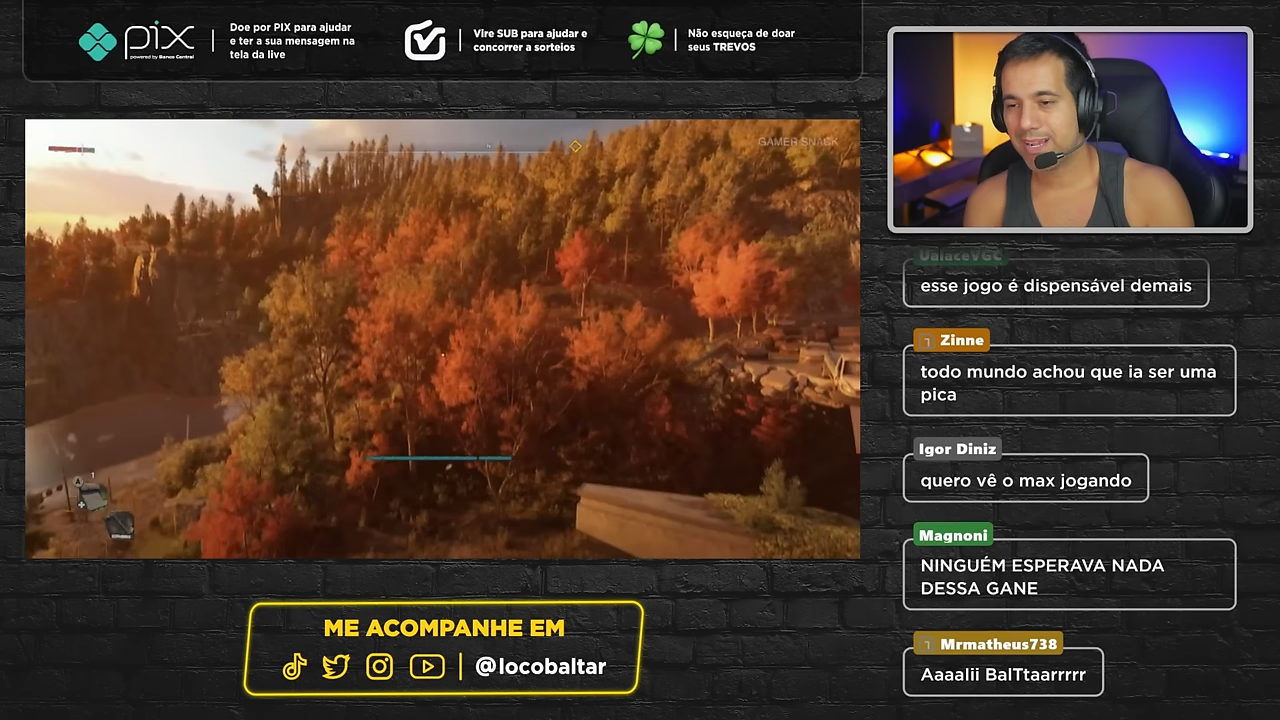 pix
powered by Banco Central
Doe por PIX para ajudar
e ter a sua mensagem na
tela da live
Vire SUB para ajudar e
concorrer a sorteios
Não esqueça de doar
seus TREVOS
GAMER SNACK
N
A
1
UalaceVGC
esse jogo é dispensável demais
Zinne
todo mundo achou que ia ser uma
pica
Igor Diniz
quero vê o max jogando
Magnoni
NINGUÉM ESPERAVA NADA
DESSA GANE
Mrmatheus738
Aaaalii BalTtaarrrrr
ME ACOMPANHE EM
@locobaltar